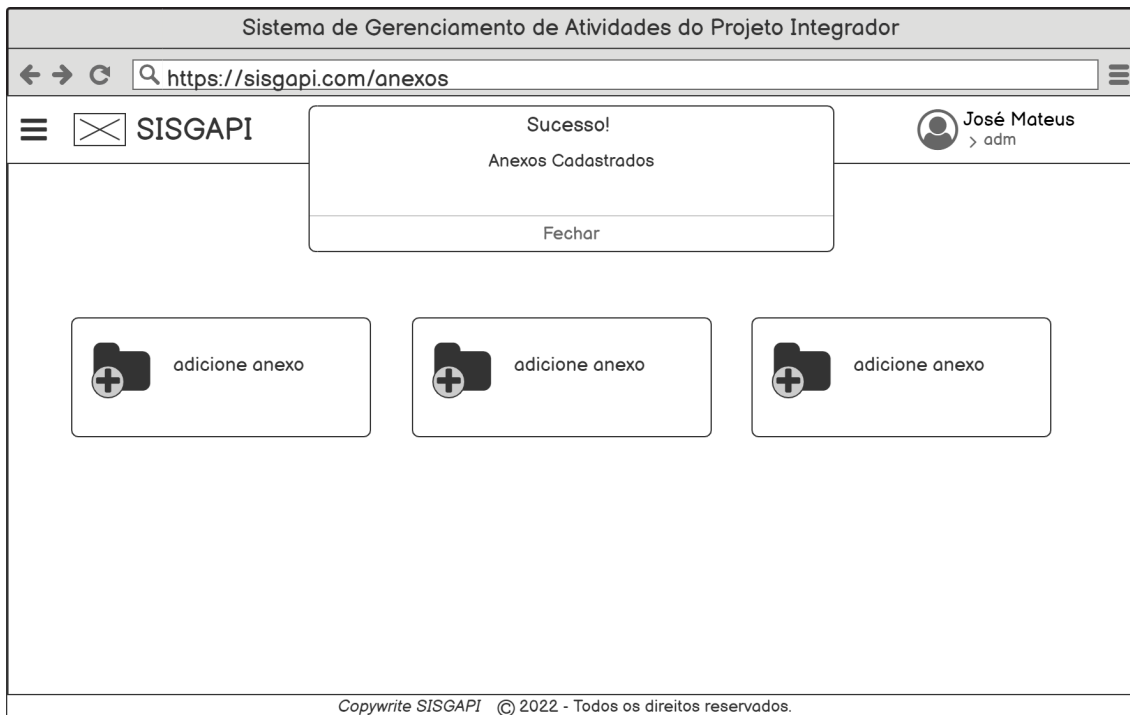 Sistema de Gerenciamento de Atividades do Projeto Integrador
https://sisgapi.com/anexos
SISGAPI
Sucesso!
Anexos Cadastrados
Fechar
José Mateus
> adm
adicione anexo
adicione anexo
adicione anexo
Copywrite SISGAPI © 2022 - Todos os direitos reservados.